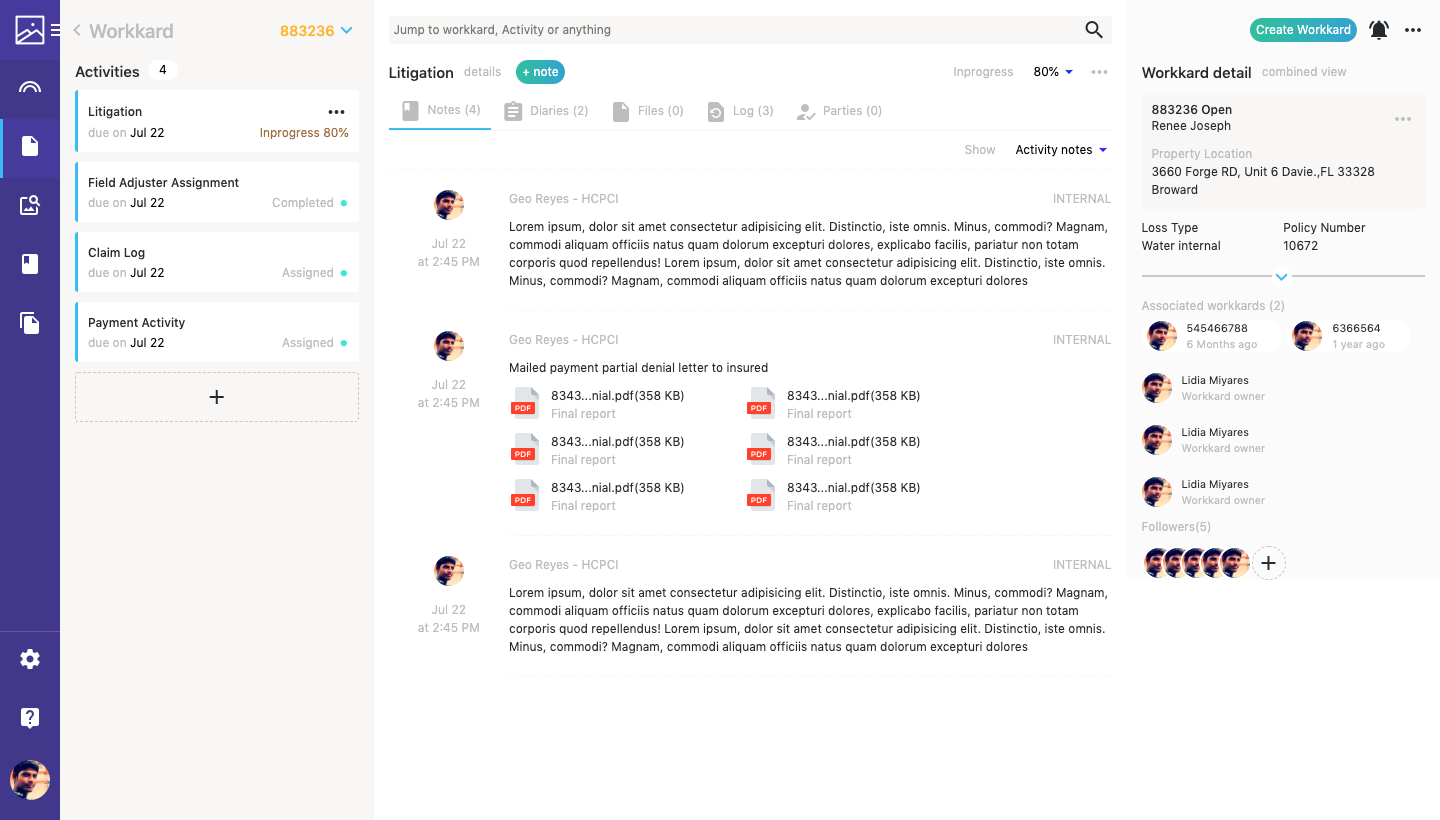 Workkard
883236
Activities
4
Litigation
due on Jul 22
Inprogress 80%
Field Adjuster Assignment
due on Jul 22
Completed
Claim Log
due on Jul 22
Assigned
Payment Activity
due on Jul 22
Assigned
+
Jump to workkard, Activity or anything
Litigation
details
+ note
Inprogress
80%
Notes (4)
Diaries (2)
Files (0)
Log (3)
Parties (0)
Show
Activity notes
Geo Reyes - HCPCI
INTERNAL
Jul 22
at 2:45 PM
Lorem ipsum, dolor sit amet consectetur adipisicing elit. Distinctio, iste omnis. Minus, commodi? Magnam,
commodi aliquam officiis natus quam dolorum excepturi dolores, explicabo facilis, pariatur non totam
corporis quod repellendus! Lorem ipsum, dolor sit amet consectetur adipisicing elit. Distinctio, iste omnis.
Minus, commodi? Magnam, commodi aliquam officiis natus quam dolorum excepturi dolores
Geo Reyes - HCPCI
INTERNAL
Jul 22
at 2:45 PM
Mailed payment partial denial letter to insured
PDF
8343...nial.pdf(358 KB)
Final report
PDF
8343...nial.pdf(358 KB)
Final report
PDF
8343...nial.pdf(358 KB)
Final report
PDF
8343...nial.pdf(358 KB)
Final report
PDF
8343...nial.pdf(358 KB)
Final report
PDF
8343...nial.pdf(358 KB)
Final report
Geo Reyes - HCPCI
INTERNAL
Jul 22
at 2:45 PM
Lorem ipsum, dolor sit amet consectetur adipisicing elit. Distinctio, iste omnis. Minus, commodi? Magnam,
commodi aliquam officiis natus quam dolorum excepturi dolores, explicabo facilis, pariatur non totam
corporis quod repellendus! Lorem ipsum, dolor sit amet consectetur adipisicing elit. Distinctio, iste omnis.
Minus, commodi? Magnam, commodi aliquam officiis natus quam dolorum excepturi dolores
Create Workkard
Workkard detail
combined view
883236 Open
Renee Joseph
Property Location
3660 Forge RD, Unit 6 Davie.,FL 33328
Broward
Loss Type
Policy Number
Water internal
10672
Associated workkards (2)
545466788
6 Months ago
6366564
1 year ago
Lidia Miyares
Workkard owner
Lidia Miyares
Workkard owner
Lidia Miyares
Workkard owner
Followers(5)
+